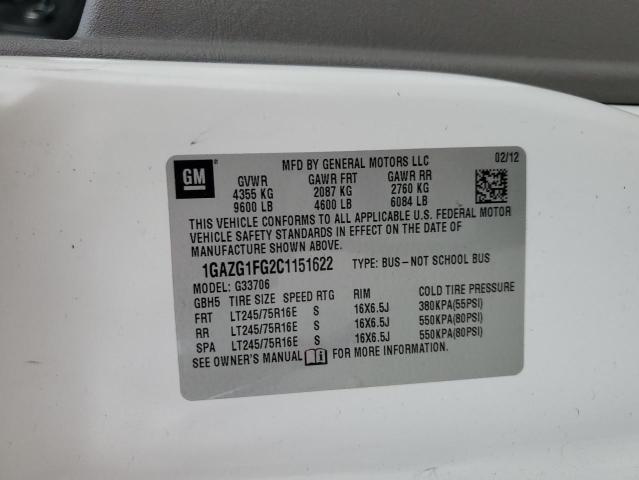 GM
MFD BY GENERAL MOTORS LLC 02/12
GVWR GAWR FRT GAWR RR
4355 KG 2087 KG 2760 KG
9600 LB 4600 LB 6084 LB
THIS VEHICLE CONFORMS TO ALL APPLICABLE U.S. FEDERAL MOTOR
VEHICLE SAFETY STANDARDS IN EFFECT ON THE DATE OF
MANUFACTURE SHOWN ABOVE.
1GAZG1FG2C1151622 TYPE: BUS-NOT SCHOOL BUS
MODEL: G33706
GBH5 TIRE SIZE SPEED RTG RIM COLD TIRE PRESSURE
FRT LT245/75R16E S 16X6.5J 380KPA(55PSI)
RR LT245/75R16E S 16X6.5J 550KPA(80PSI)
SPA LT245/75R16E S 16X6.5J 550KPA(80PSI)
SEE OWNER'S MANUAL FOR MORE INFORMATION.